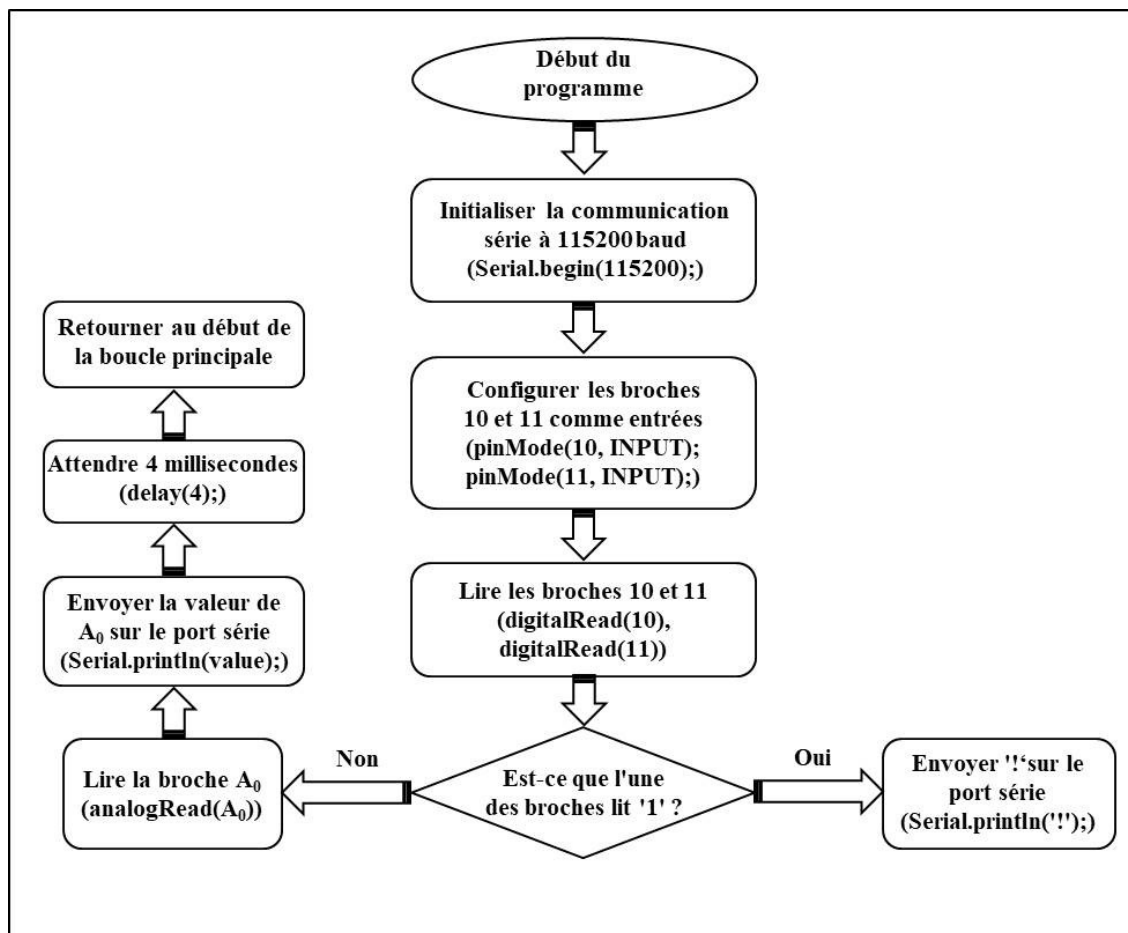 Début du
programme
Initialiser la communication
série à 115200 baud
(Serial.begin(115200);)
Configurer les broches
10 et 11 comme entrées
(pinMode(10, INPUT);
pinMode(11, INPUT);)
Lire les broches 10 et 11
(digitalRead(10),
digitalRead(11))
Est-ce que l'une
des broches lit '1' ?
Oui
Envoyer '!‘sur le
port série
(Serial.println('!');)
Non
Lire la broche A₀
(analogRead(A₀))
Envoyer la valeur de
A₀ sur le port série
(Serial.println(value);)
Attendre 4 millisecondes
(delay(4);)
Retourner au début de
la boucle principale